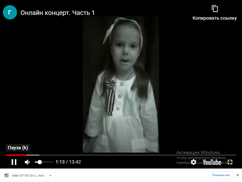 Онлайн концерт. Часть 1
Копировать ссылку
Пауза (k)
Активация Windows
1:13 / 13:42
YouTube